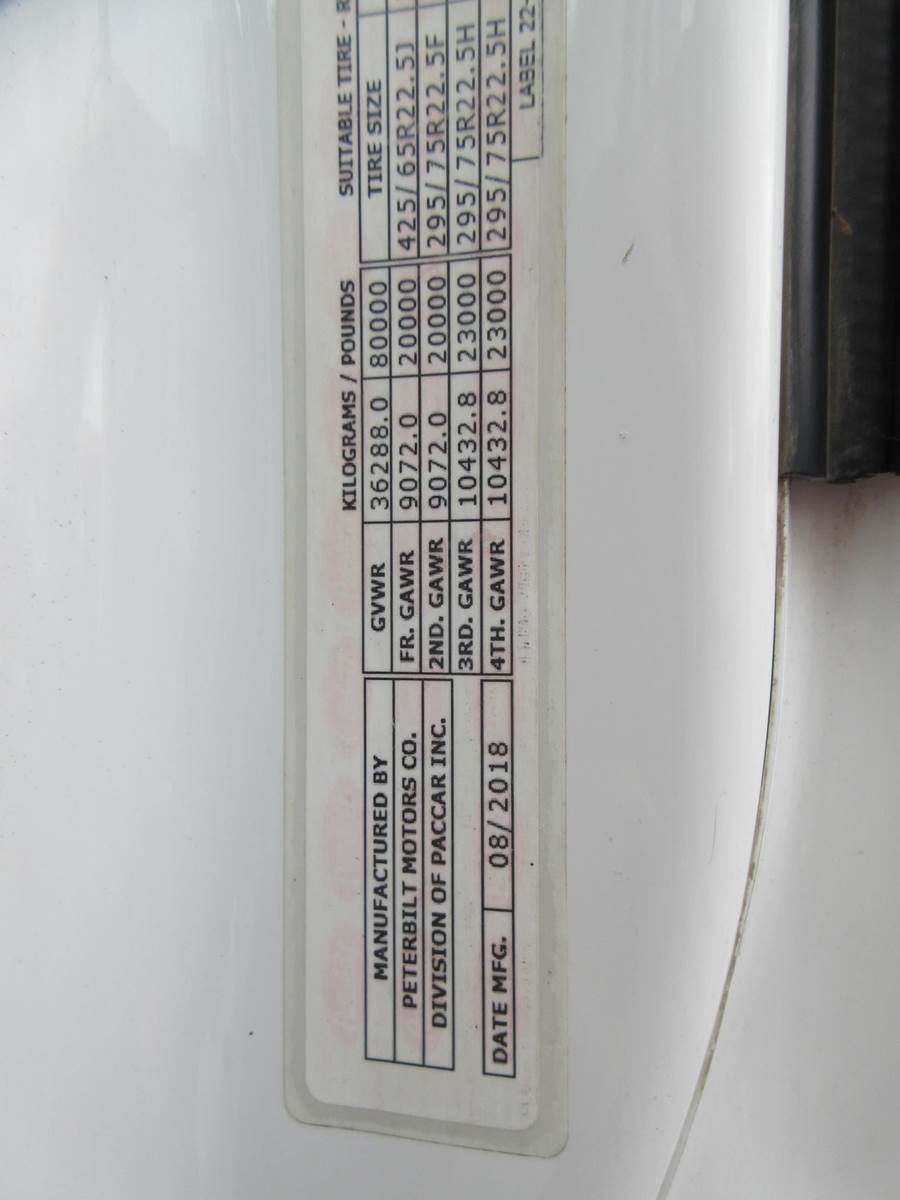 MANUFACTURED BY
PETERBILT MOTORS CO.
DIVISION OF PACCAR INC.
DATE MFG. 08/2018
KILOGRAMS / POUNDS SUITABLE TIRE -
GVWR 36288.0 80000 TIRE SIZE
FR. GAWR 9072.0 20000 425/65R22.5J
2ND. GAWR 9072.0 20000 295/75R22.5F
3RD. GAWR 10432.8 23000 295/75R22.5H
4TH. GAWR 10432.8 23000 295/75R22.5H
LABEL 22-